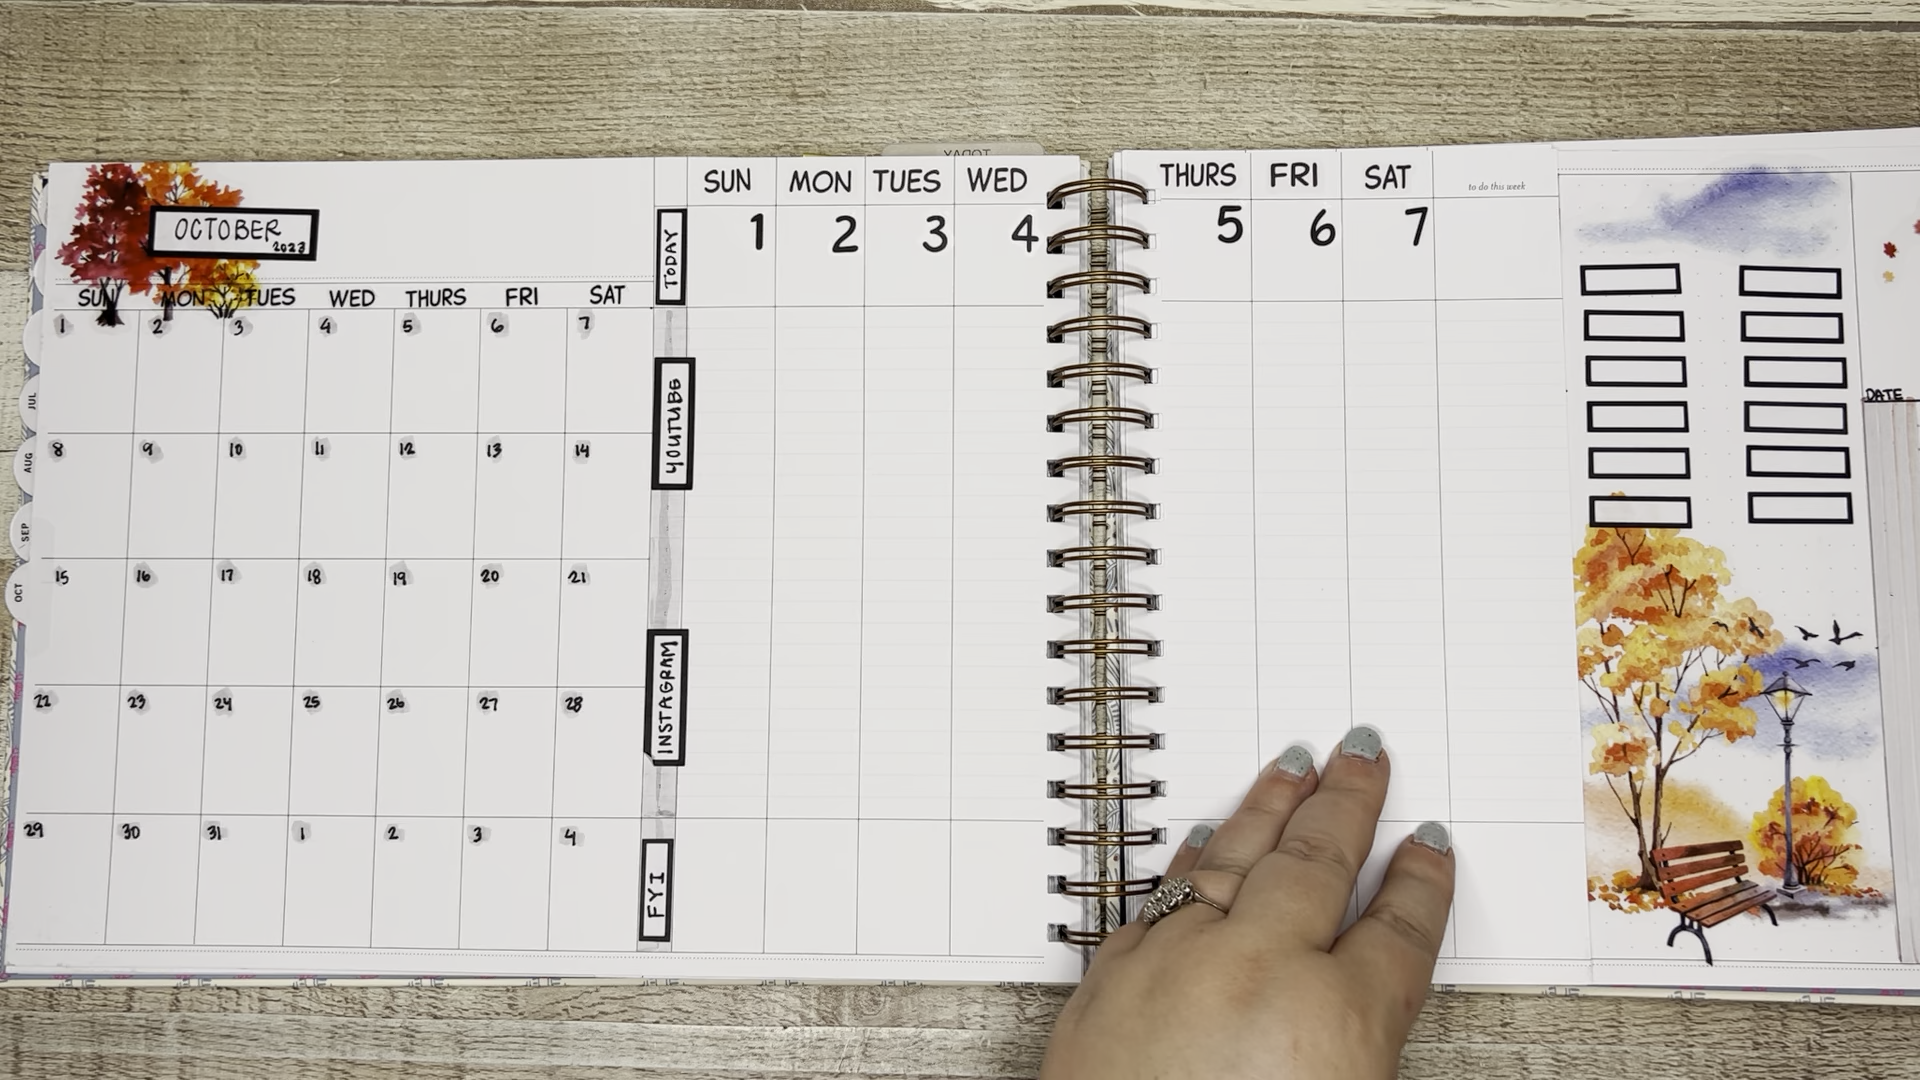 OCTOBER
2023
SUN MON TUES WED THURS FRI SAT
1 2 3 4 5 6 7
8 9 10 11 12 13 14
15 16 17 18 19 20 21
22 23 24 25 26 27 28
29 30 31 1 2 3 4
JUL
AUG
SEP
OCT
TODAY
YOUTUBE
INSTAGRAM
FYI
TODAY
SUN MON TUES WED
1 2 3 4
THURS FRI SAT to do this week
5 6 7
DATE